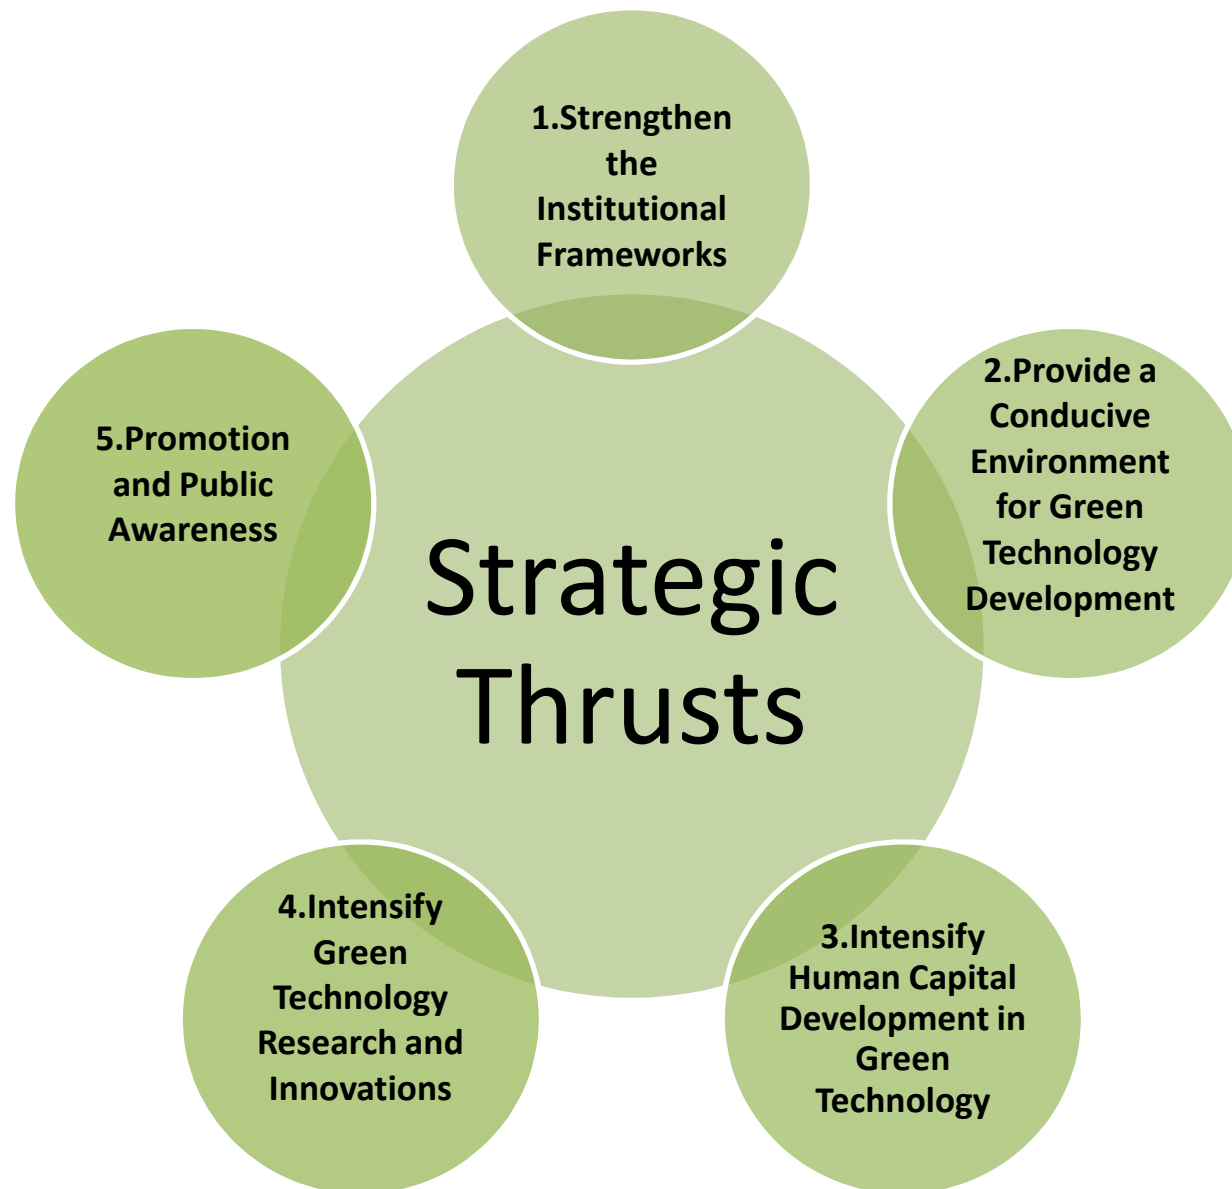 1.Strengthen
the
Institutional
Frameworks
2.Provide a
Conducive
Environment
for Green
Technology
Development
3.Intensify
Human Capital
Development in
Green
Technology
4.Intensify
Green
Technology
Research and
Innovations
5.Promotion
and Public
Awareness
Strategic
Thrusts